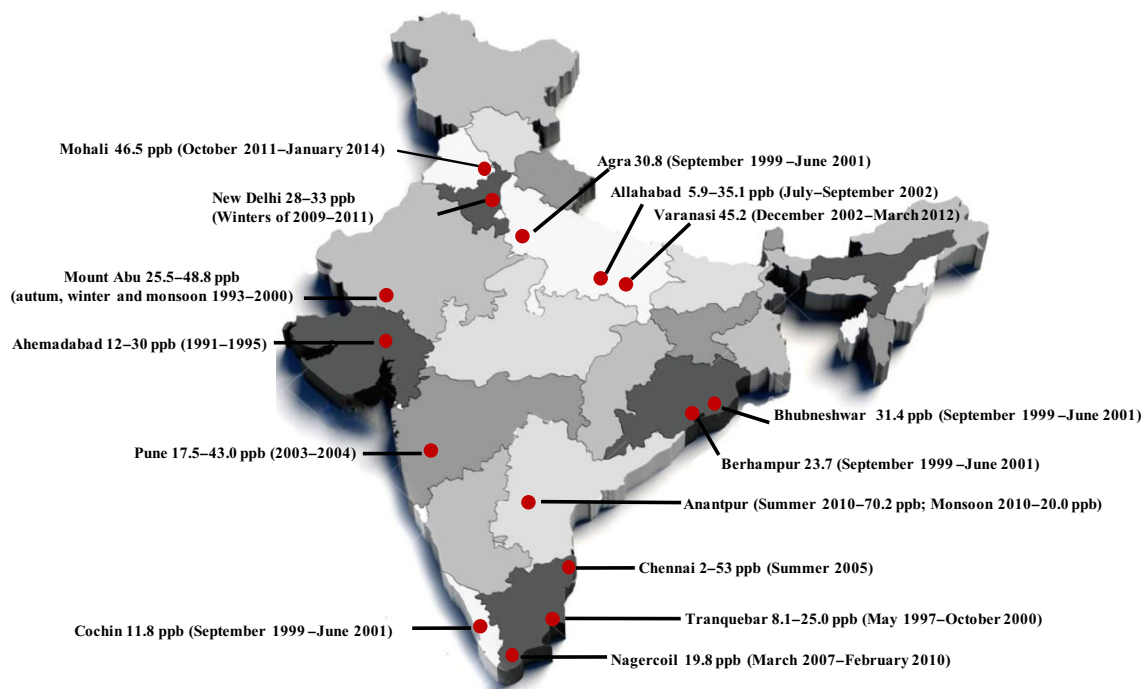 Mohali 46.5 ppb (October 2011–January 2014)
Agra 30.8 (September 1999–June 2001)
New Delhi 28–33 ppb
(Winters of 2009–2011)
Allahabad 5.9–35.1 ppb (July–September 2002)
Varanasi 45.2 (December 2002–March 2012)
Mount Abu 25.5–48.8 ppb
(autum, winter and monsoon 1993–2000)
Ahemadabad 12–30 ppb (1991–1995)
Bhubneshwar 31.4 ppb (September 1999–June 2001)
Pune 17.5–43.0 ppb (2003–2004)
Berhampur 23.7 (September 1999–June 2001)
Anantpur (Summer 2010–70.2 ppb; Monsoon 2010–20.0 ppb)
Chennai 2–53 ppb (Summer 2005)
Tranquebar 8.1–25.0 ppb (May 1997–October 2000)
Cochin 11.8 ppb (September 1999–June 2001)
Nagercoil 19.8 ppb (March 2007–February 2010)